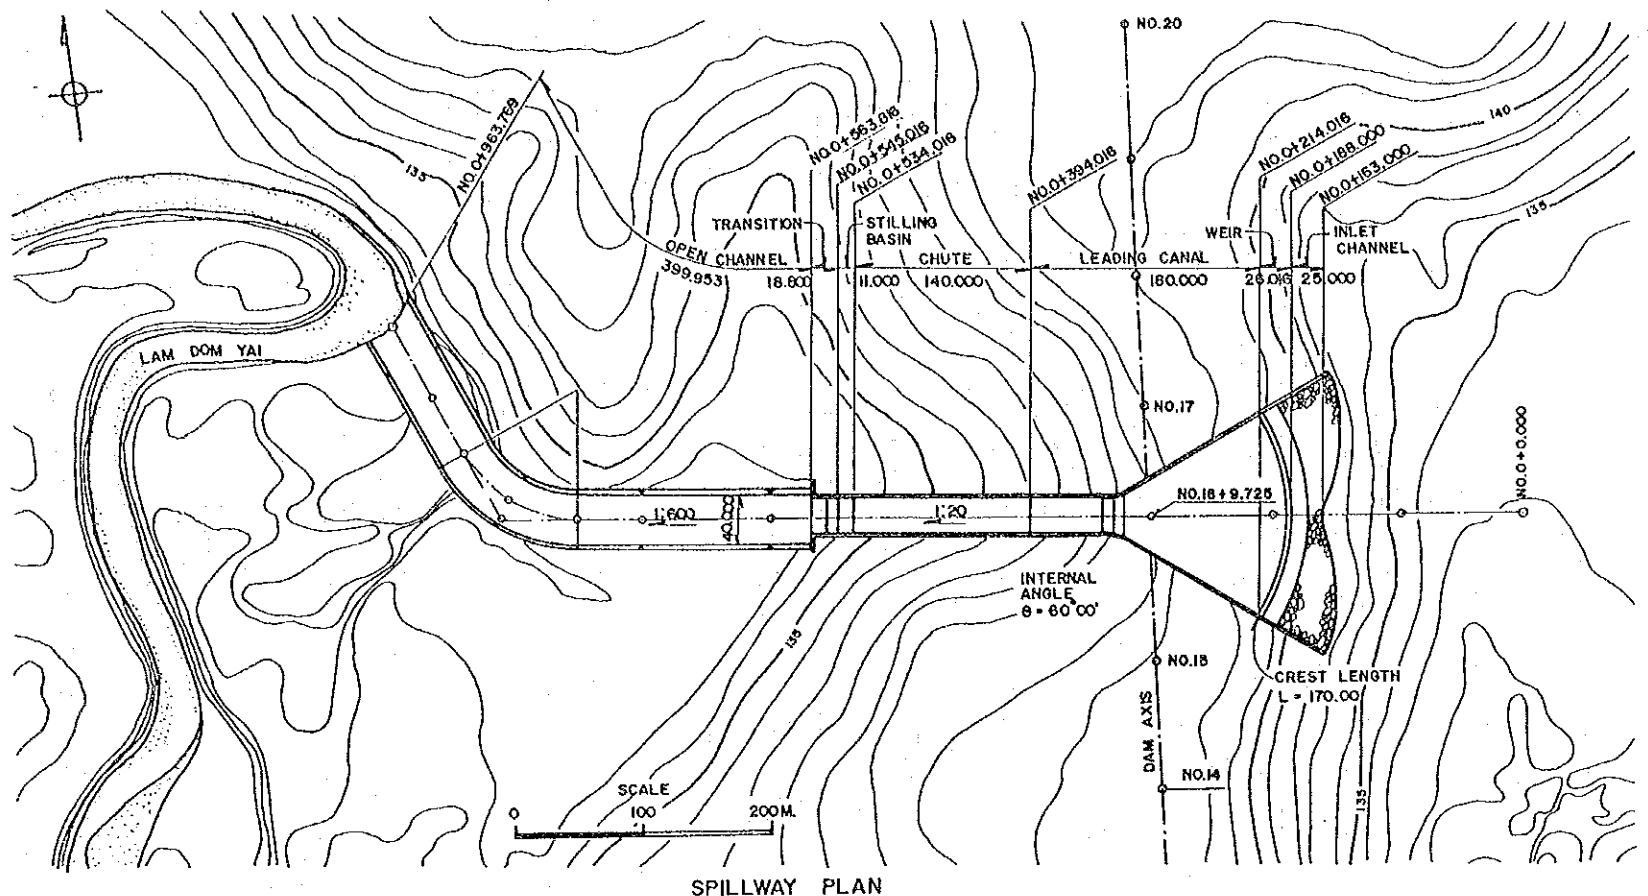 NO.20
140
NO.0+214.016
NO.0+188.000
NO.0+163.000
NO.0+563.816
NO.0+545.016
NO.0+534.016
NO.0+394.016
NO.0+963.769
135
135
TRANSITION
STILLING
BASIN
WEIR
INLET
CHANNEL
OPEN CHANNEL
CHUTE
LEADING CANAL
399.953
18.800
11.000
140.000
180.000
26.016
25.000
LAM DOM YAI
NO.17
NO.0+0.000
NO.16+9.725
1:600
40.000
1:20
INTERNAL
ANGLE
θ=60°00'
135
NO.15
CREST LENGTH
L = 170.00
DAM AXIS
NO.14
135
SCALE
0 100 200M.
SPILLWAY PLAN